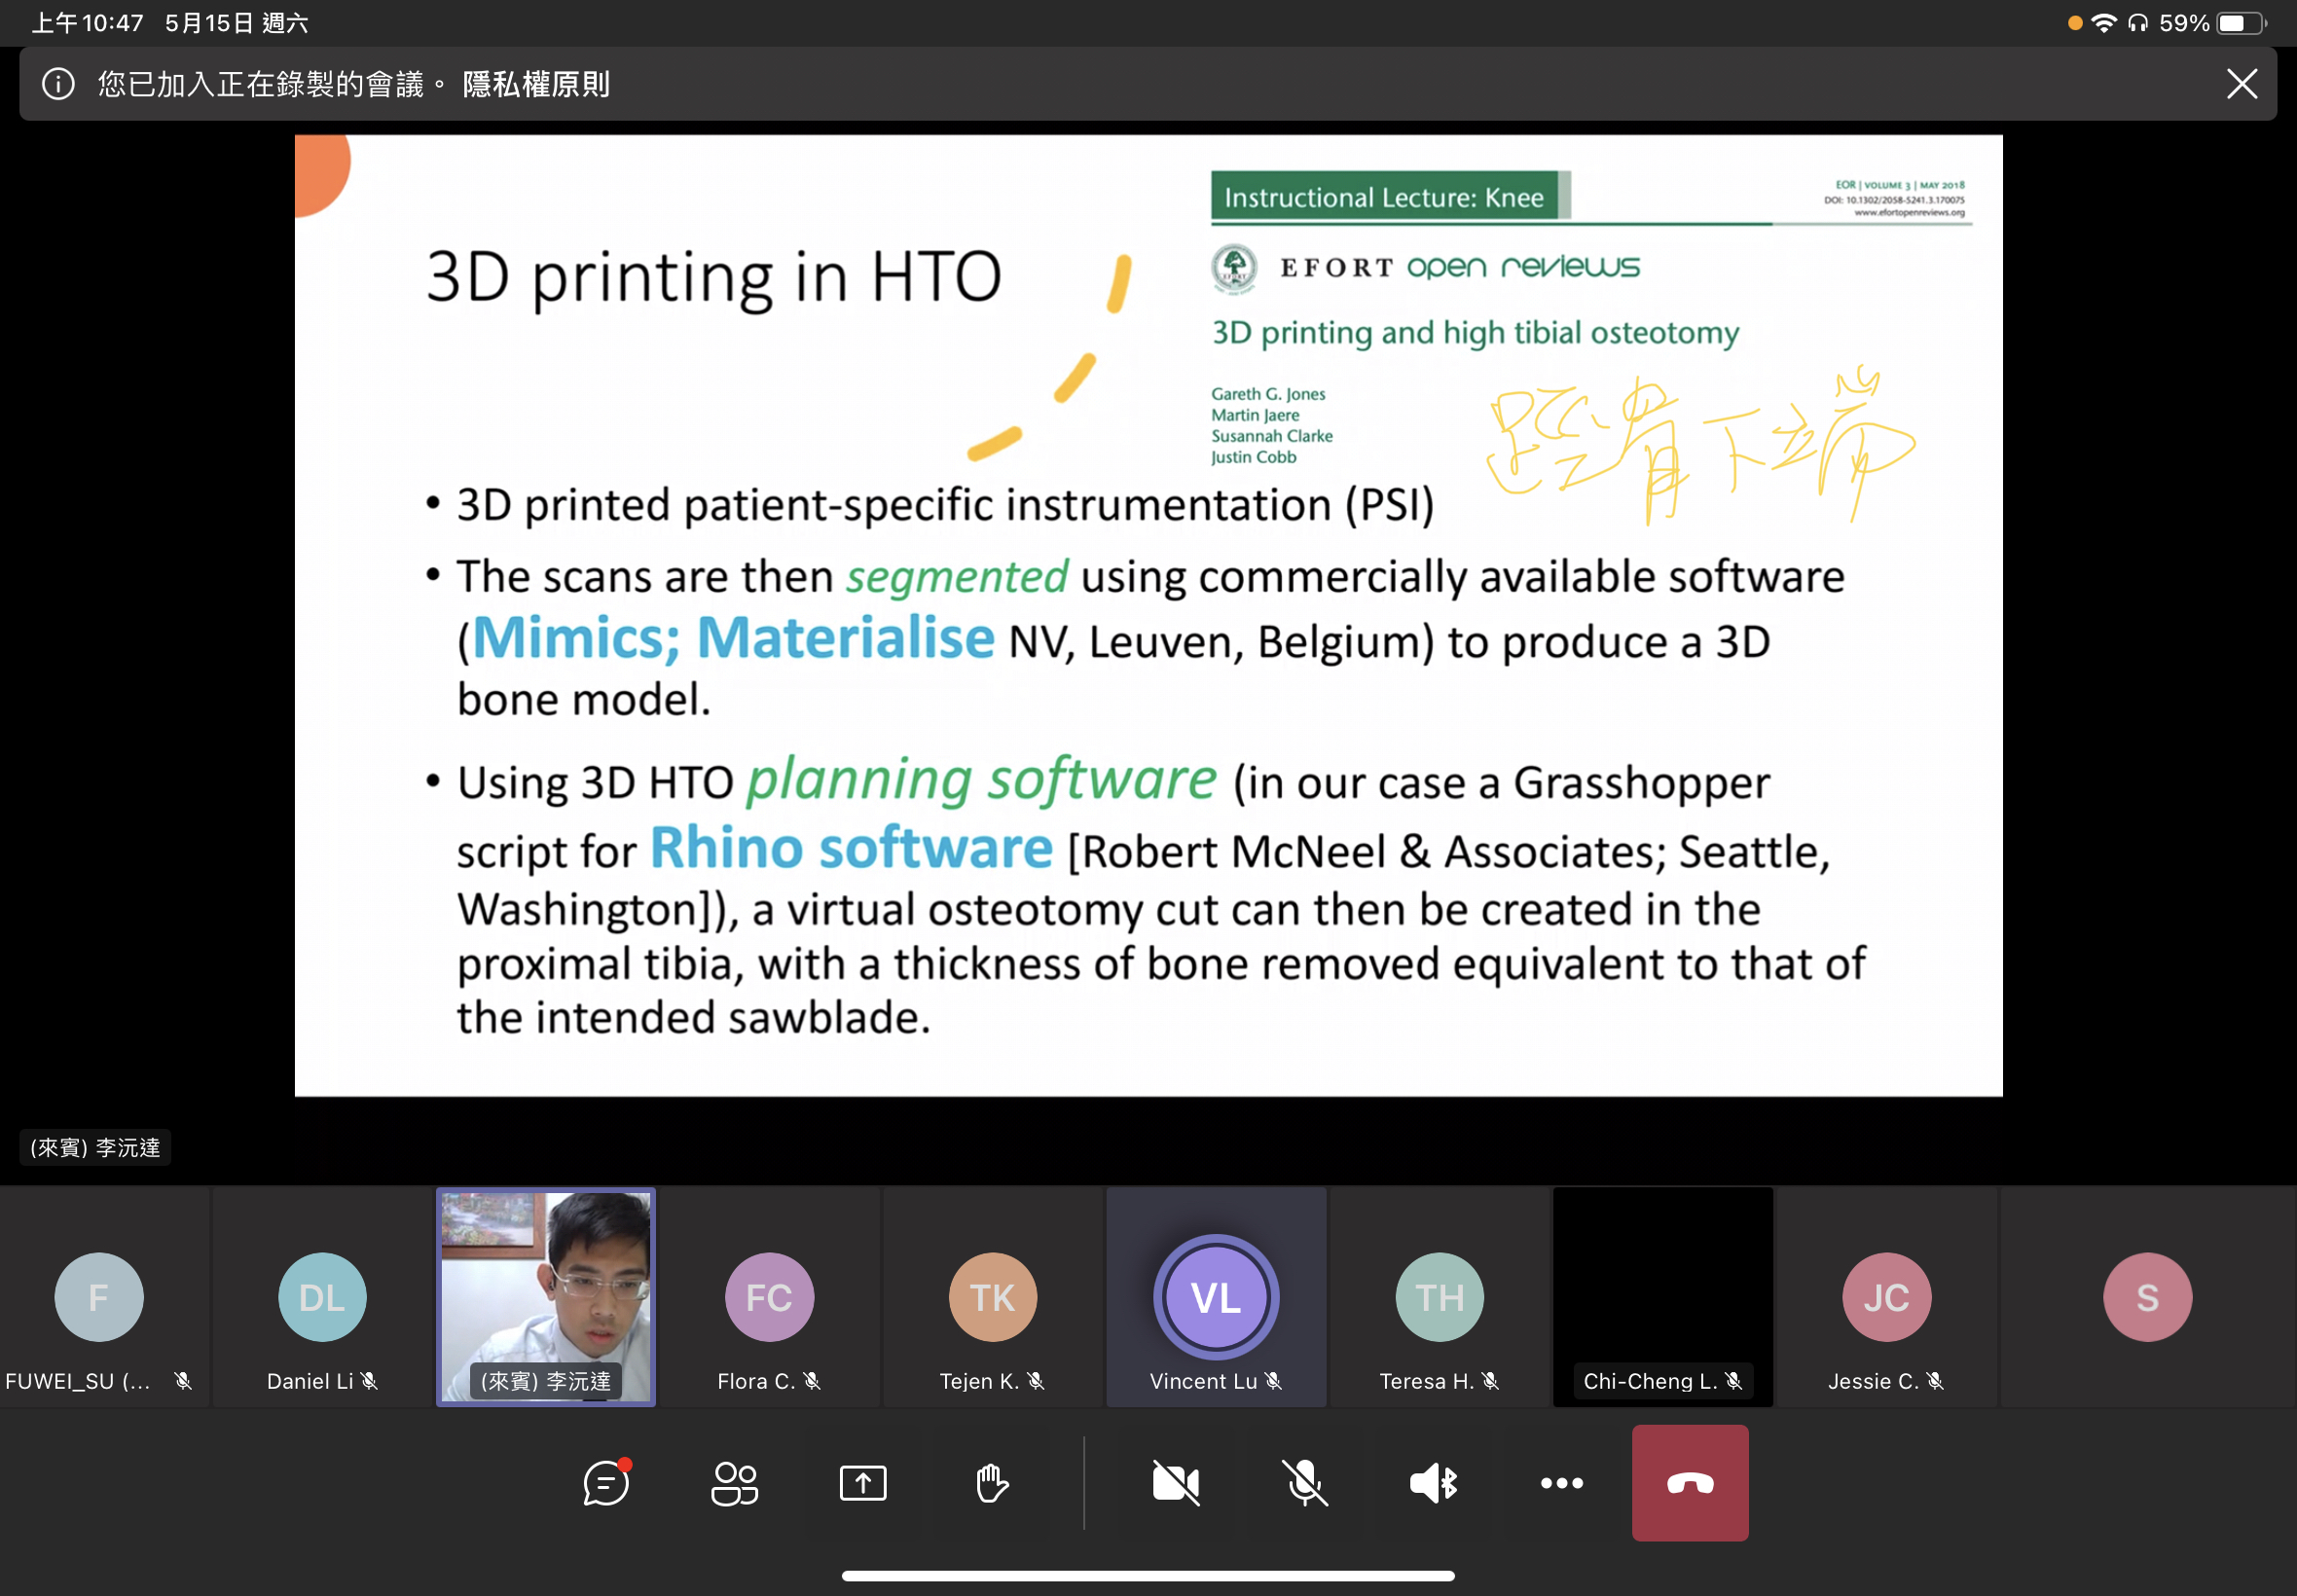 上午10:47 5月15日 週六
59%
您已加入正在錄製的會議。 隱私權原則
Instructional Lecture: Knee
EOR | VOLUME 3 | MAY 2018
DOI: 10.1302/2058-5241.3.170075
www.efortopenreviews.org
3D printing in HTO
EFORT open reviews
3D printing and high tibial osteotomy
Gareth G. Jones
Martin Jaere
Susannah Clarke
Justin Cobb
脛骨下端
• 3D printed patient-specific instrumentation (PSI)
• The scans are then segmented using commercially available software
(Mimics; Materialise NV, Leuven, Belgium) to produce a 3D
bone model.
• Using 3D HTO planning software (in our case a Grasshopper
script for Rhino software [Robert McNeel & Associates; Seattle,
Washington]), a virtual osteotomy cut can then be created in the
proximal tibia, with a thickness of bone removed equivalent to that of
the intended sawblade.
(來賓) 李沅達
F
DL
FC
TK
VL
TH
JC
S
FUWEI_SU (...
Daniel Li
(來賓) 李沅達
Flora C.
Tejen K.
Vincent Lu
Teresa H.
Chi-Cheng L.
Jessie C.